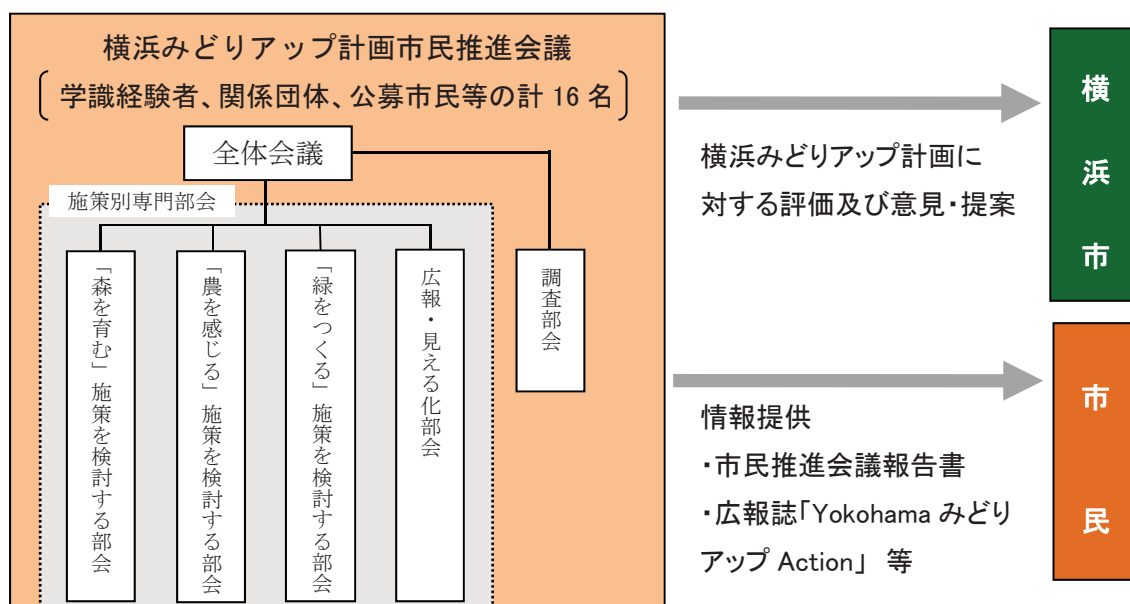 横浜みどりアップ計画市民推進会議
学識経験者、関係団体、公募市民等の計 16 名
全体会議
施策別専門部会
「森を育む」施策を検討する部会
「農を感じる」施策を検討する部会
「緑をつくる」施策を検討する部会
広報・見える化部会
調査部会
横浜みどりアップ計画に
対する評価及び意見・提案
横浜市
情報提供
・市民推進会議報告書
・広報誌「Yokohama みどり
アップ Action」 等
市民